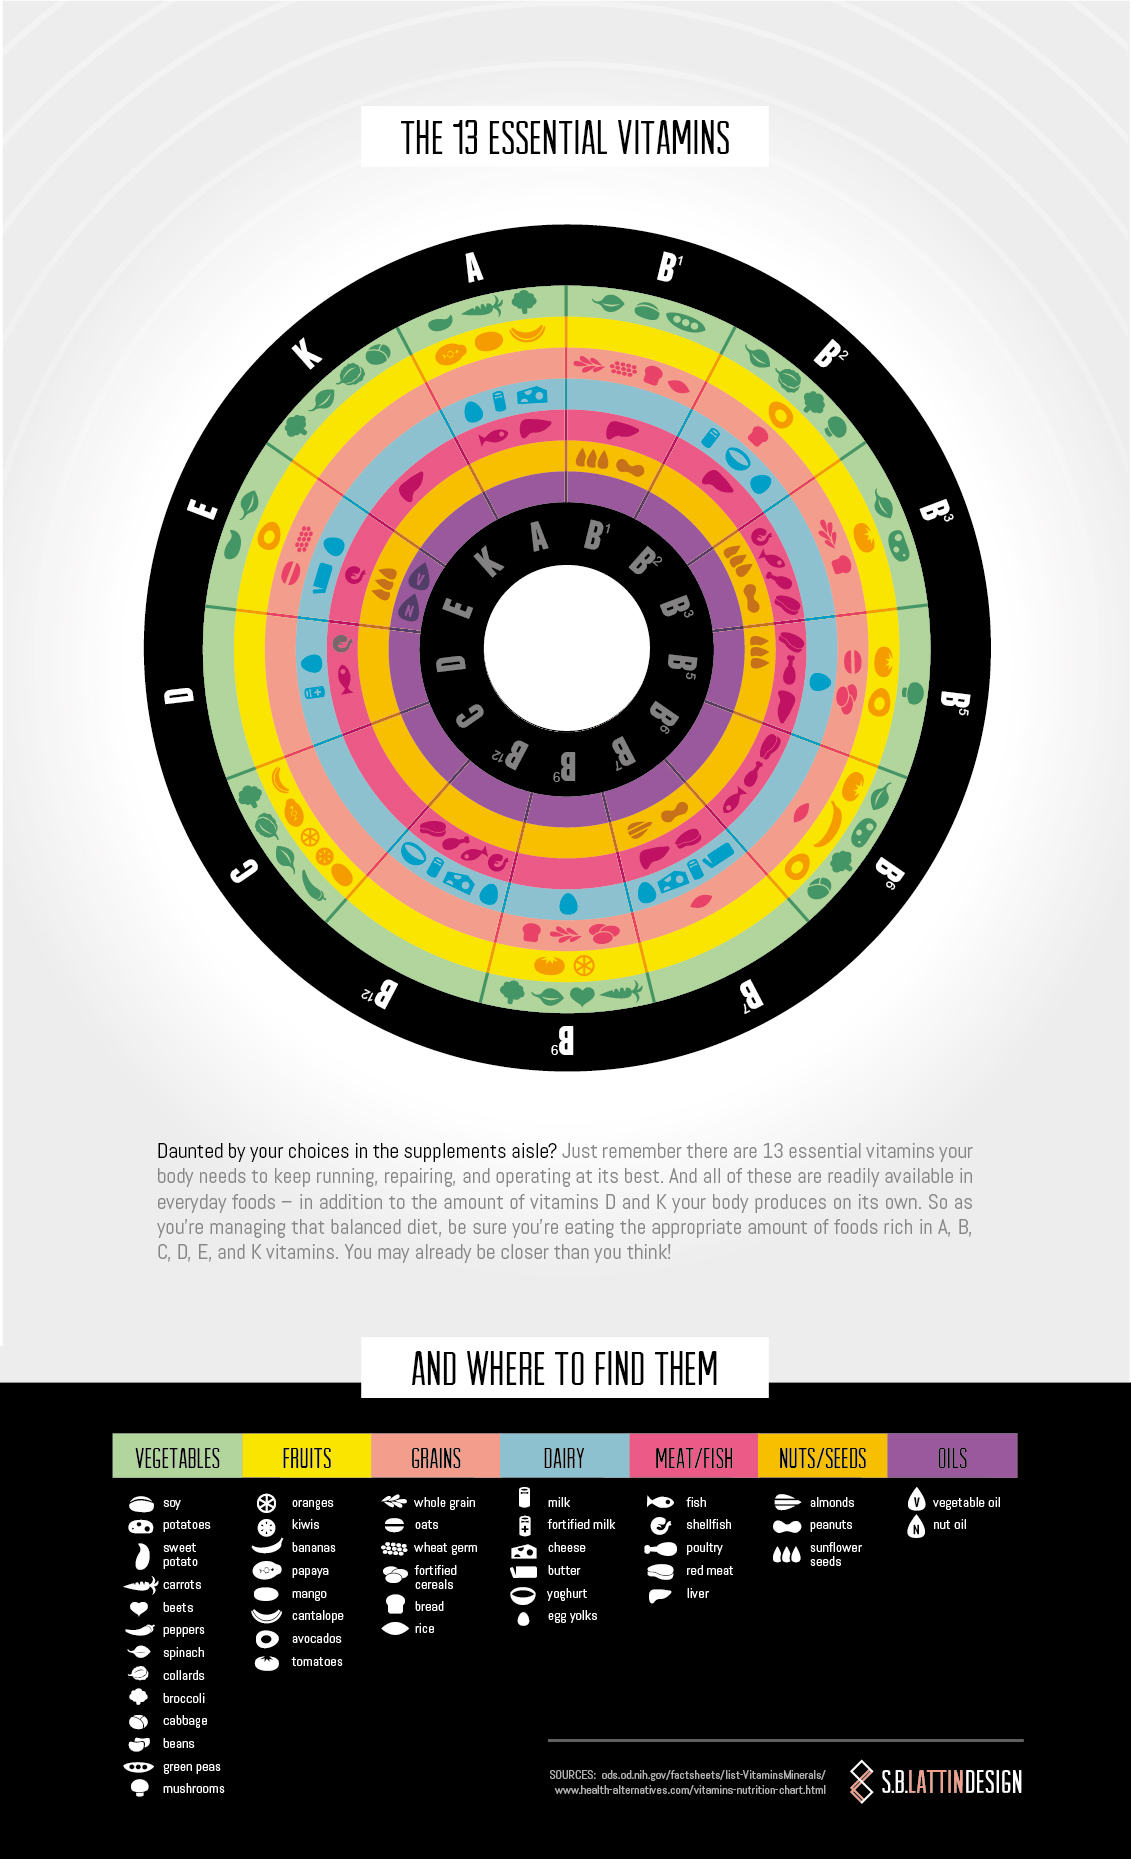 THE 13 ESSENTIAL VITAMINS
A
B1
B2
B3
B5
B6
B7
B9
B12
C
D
E
K
A
B1
B2
B3
B5
B6
B7
B9
B12
C
D
E
K
V
N
Daunted by your choices in the supplements aisle? Just remember there are 13 essential vitamins your
body needs to keep running, repairing, and operating at its best. And all of these are readily available in
everyday foods – in addition to the amount of vitamins D and K your body produces on its own. So as
you're managing that balanced diet, be sure you're eating the appropriate amount of foods rich in A, B,
C, D, E, and K vitamins. You may already be closer than you think!
AND WHERE TO FIND THEM
VEGETABLES
soy
potatoes
sweet
potato
carrots
beets
peppers
spinach
collards
broccoli
cabbage
beans
green peas
mushrooms
FRUITS
oranges
kiwis
bananas
papaya
mango
cantalope
avocados
tomatoes
GRAINS
whole grain
oats
wheat germ
fortified
cereals
bread
rice
DAIRY
milk
fortified milk
cheese
butter
yoghurt
egg yolks
MEAT/FISH
fish
shellfish
poultry
red meat
liver
NUTS/SEEDS
almonds
peanuts
sunflower
seeds
OILS
V vegetable oil
N nut oil
SOURCES: ods.od.nih.gov/factsheets/list-VitaminsMinerals/
www.health-alternatives.com/vitamins-nutrition-chart.html
S.B.LATTINDESIGN